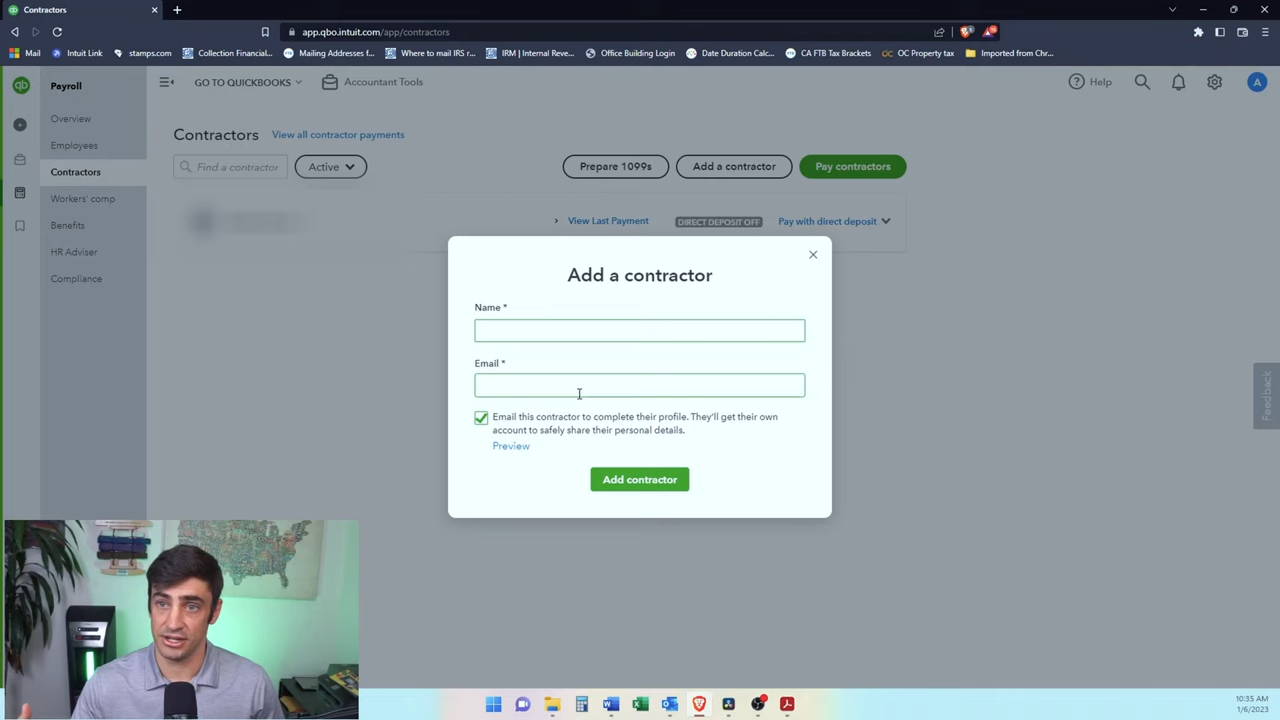 Contractors
app.qbo.intuit.com/app/contractors
Mail
Intuit Link
stamps.com
Collection Financial...
Mailing Addresses f...
Where to mail IRS r...
IRM | Internal Reve...
Office Building Login
Date Duration Calc...
CA FTB Tax Brackets
OC Property tax
Imported from Chr...
qb
Payroll
GO TO QUICKBOOKS
Accountant Tools
Help
A
Overview
Employees
Contractors
Workers' comp
Benefits
HR Adviser
Compliance
Contractors
View all contractor payments
Find a contractor
Active
Prepare 1099s
Add a contractor
Pay contractors
View Last Payment
DIRECT DEPOSIT OFF
Pay with direct deposit
Add a contractor
Name *
Email *
Email this contractor to complete their profile. They'll get their own
account to safely share their personal details.
Preview
Add contractor
Feedback
10:35 AM
1/6/2023